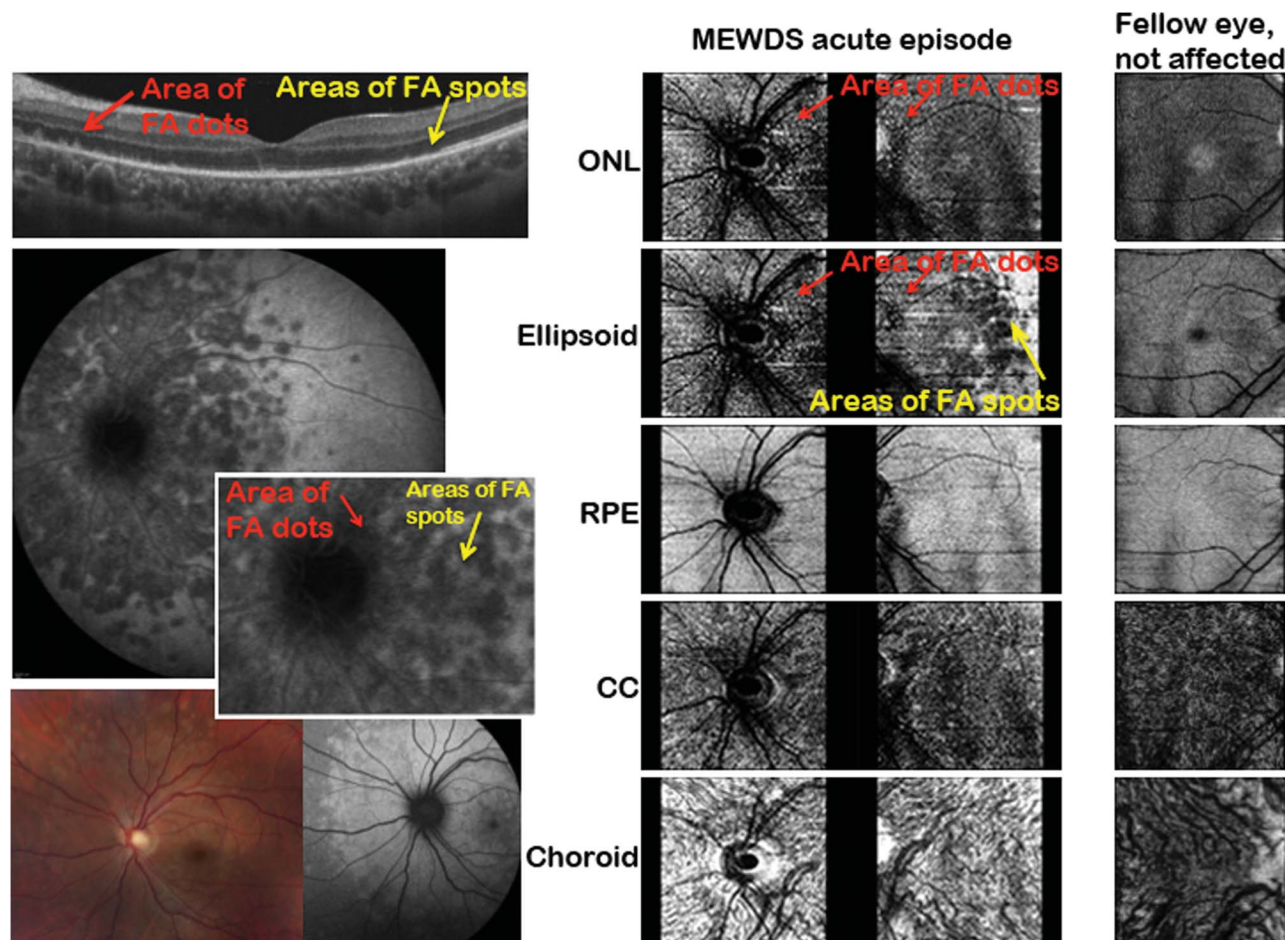 MEWDS acute episode
Fellow eye,
not affected
Area of
FA dots
Areas of FA spots
ONL
Area of FA dots
Ellipsoid
Area of FA dots
Areas of FA spots
Area of
FA dots
Areas of FA
spots
RPE
CC
Choroid